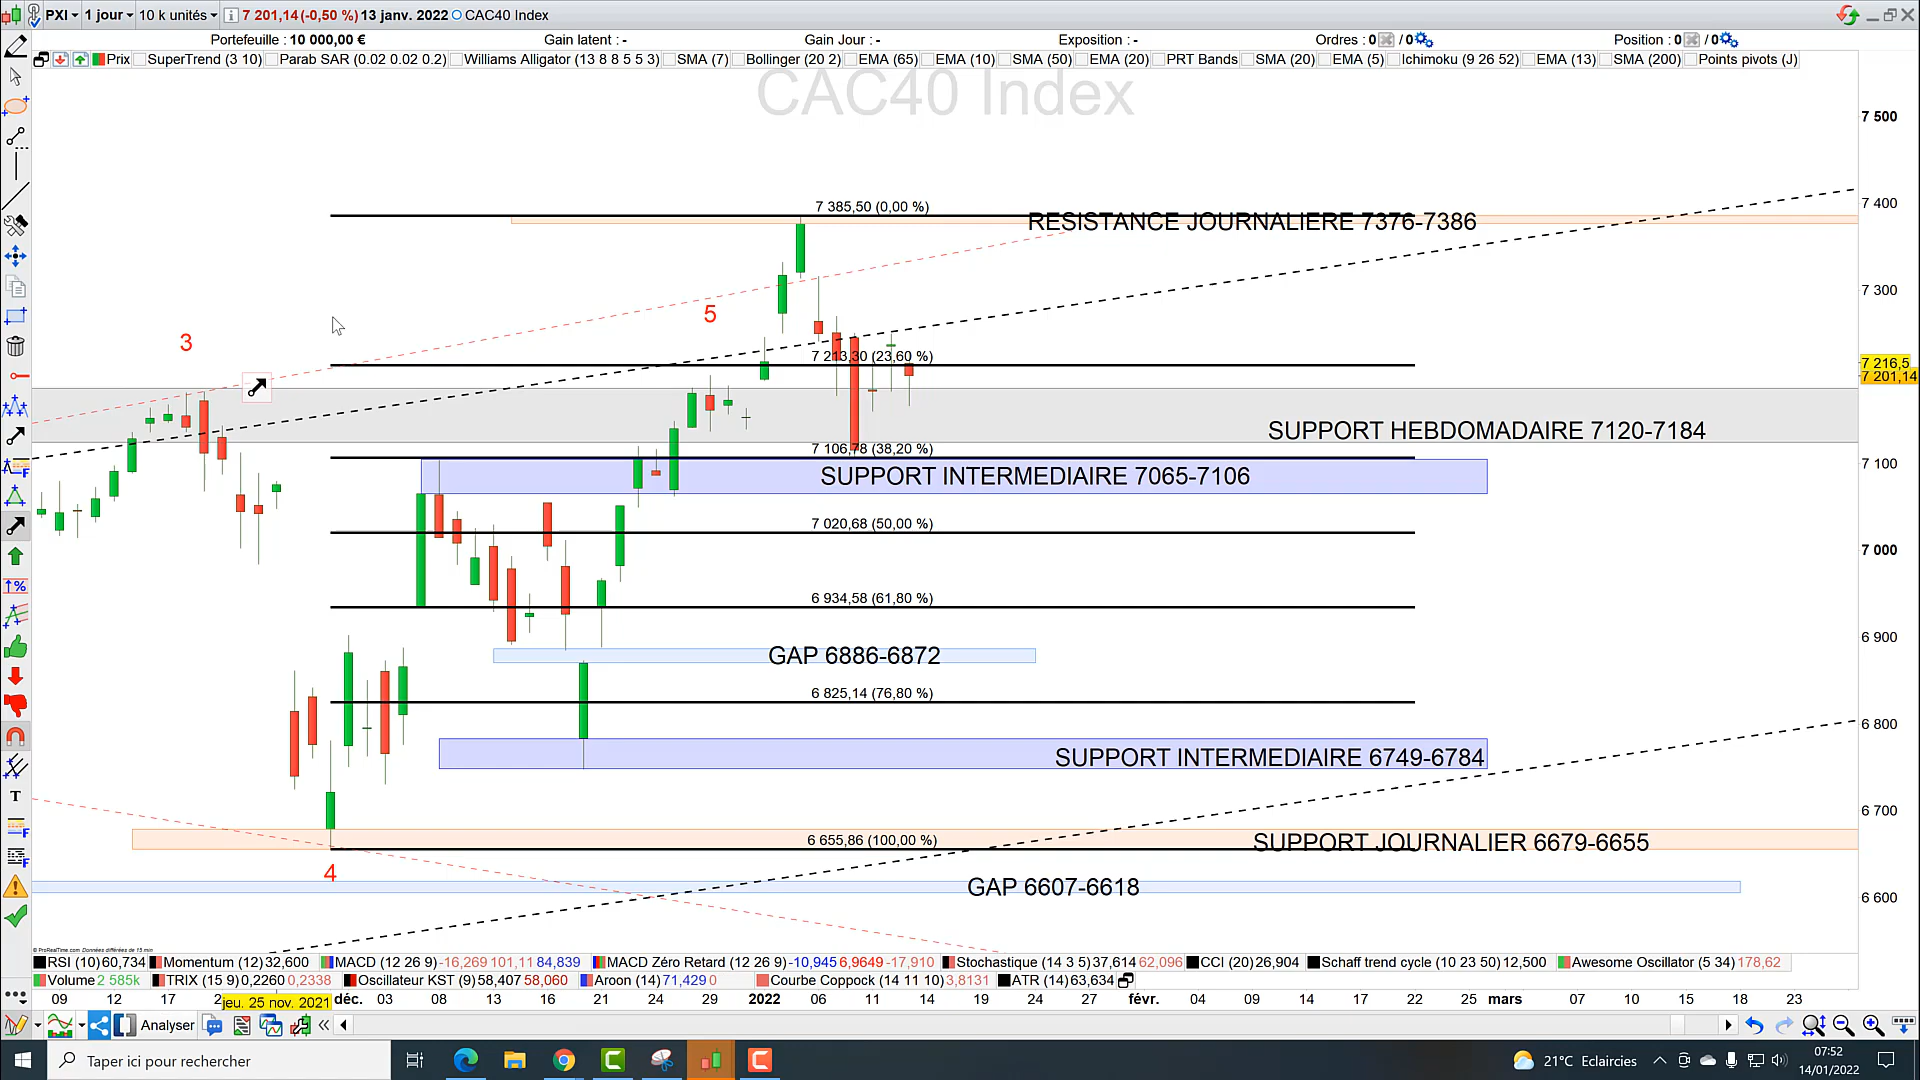 PXI 1 jour 10 k unités 7 201,14 (-0,50 %) 13 janv. 2022 CAC40 Index
Portefeuille : 10 000,00 € Gain latent : - Gain Jour : - Exposition : - Ordres : 0 / 0 Position : 0 / 0
Prix SuperTrend (3 10) Parab SAR (0.02 0.02 0.2) Williams Alligator (13 8 8 5 5 3) SMA (7) Bollinger (20 2) EMA (65) EMA (10) SMA (50) EMA (20) PRT Bands SMA (20) EMA (5) Ichimoku (9 26 52) EMA (13) SMA (200) Points pivots (J)
CAC40 Index
7 500
7 400
7 385,50 (0,00 %)
RESISTANCE JOURNALIERE 7376-7386
7 300
5
3
7 213,30 (23,60 %)
7 216,5
7 201,14
SUPPORT HEBDOMADAIRE 7120-7184
7 106,78 (38,20 %)
7 100
SUPPORT INTERMEDIAIRE 7065-7106
7 020,68 (50,00 %)
7 000
6 934,58 (61,80 %)
6 900
GAP 6886-6872
6 825,14 (76,80 %)
6 800
SUPPORT INTERMEDIAIRE 6749-6784
6 700
6 655,86 (100,00 %)
SUPPORT JOURNALIER 6679-6655
4
GAP 6607-6618
6 600
© ProRealTime.com Données différées de 15 min
RSI (10) 60,734 Momentum (12) 32,600 MACD (12 26 9) -16,269 101,11 84,839 MACD Zéro Retard (12 26 9) -10,945 6,9649 -17,910 Stochastique (14 3 5) 37,614 62,096 CCI (20) 26,904 Schaff trend cycle (10 23 50) 12,500 Awesome Oscillator (5 34) 178,62
Volume 2 585k TRIX (15 9) 0,2260 0,2338 Oscillateur KST (9) 58,407 58,060 Aroon (14) 71,429 0 Courbe Coppock (14 11 10) 3,8131 ATR (14) 63,634
09 12 17 2 jeu. 25 nov. 2021 déc. 03 08 13 16 21 24 29 2022 06 11 14 19 24 27 févr. 04 09 14 17 22 25 mars 07 10 15 18 23
Analyser
Taper ici pour rechercher
21°C Eclaircies
07:52
14/01/2022